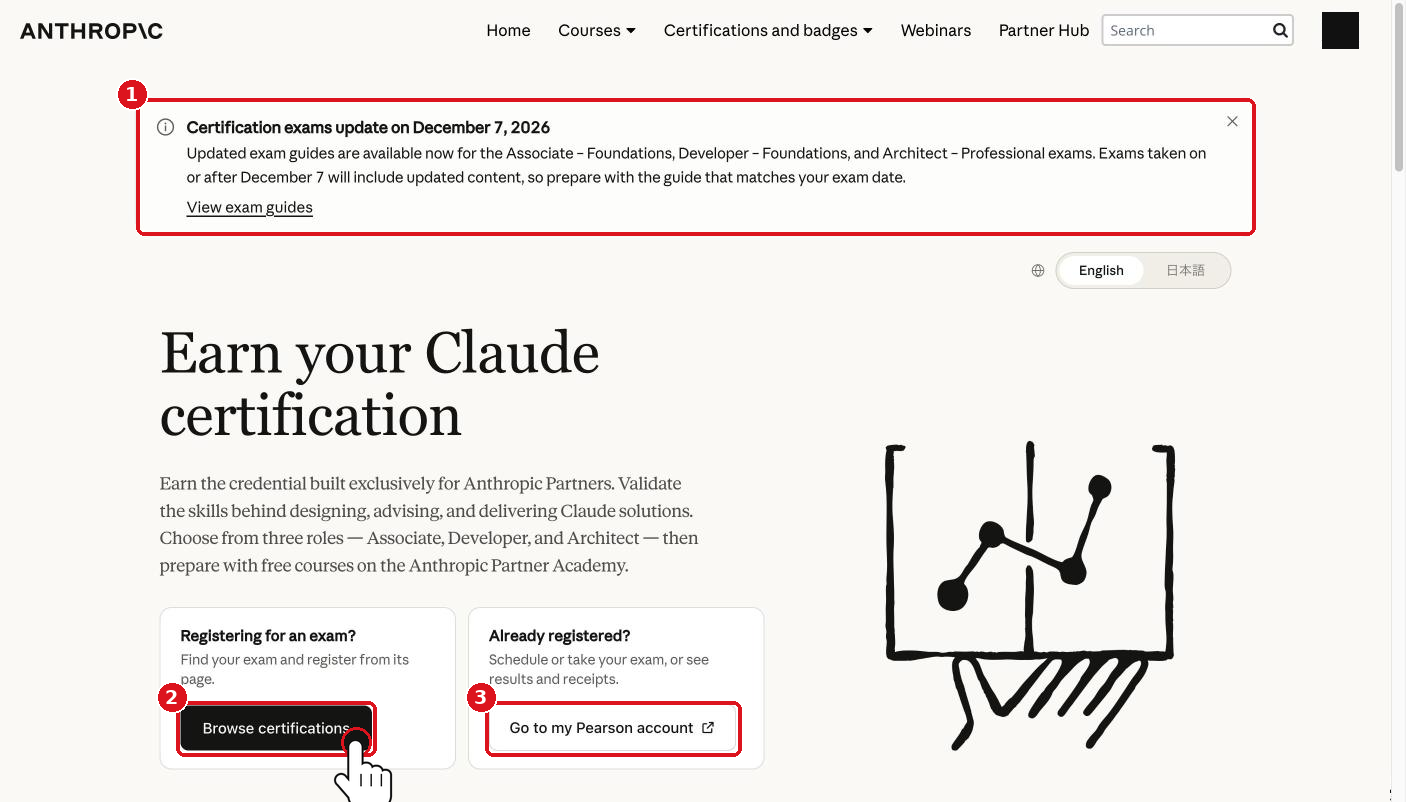 ANTHROP\C
Home Courses Certifications and badges Webinars Partner Hub Search
1
Certification exams update on December 7, 2026
Updated exam guides are available now for the Associate – Foundations, Developer – Foundations, and Architect – Professional exams. Exams taken on
or after December 7 will include updated content, so prepare with the guide that matches your exam date.
View exam guides
English 日本語
Earn your Claude
certification
Earn the credential built exclusively for Anthropic Partners. Validate
the skills behind designing, advising, and delivering Claude solutions.
Choose from three roles — Associate, Developer, and Architect — then
prepare with free courses on the Anthropic Partner Academy.
Registering for an exam?
Find your exam and register from its
page.
2
Browse certifications
Already registered?
Schedule or take your exam, or see
results and receipts.
3
Go to my Pearson account